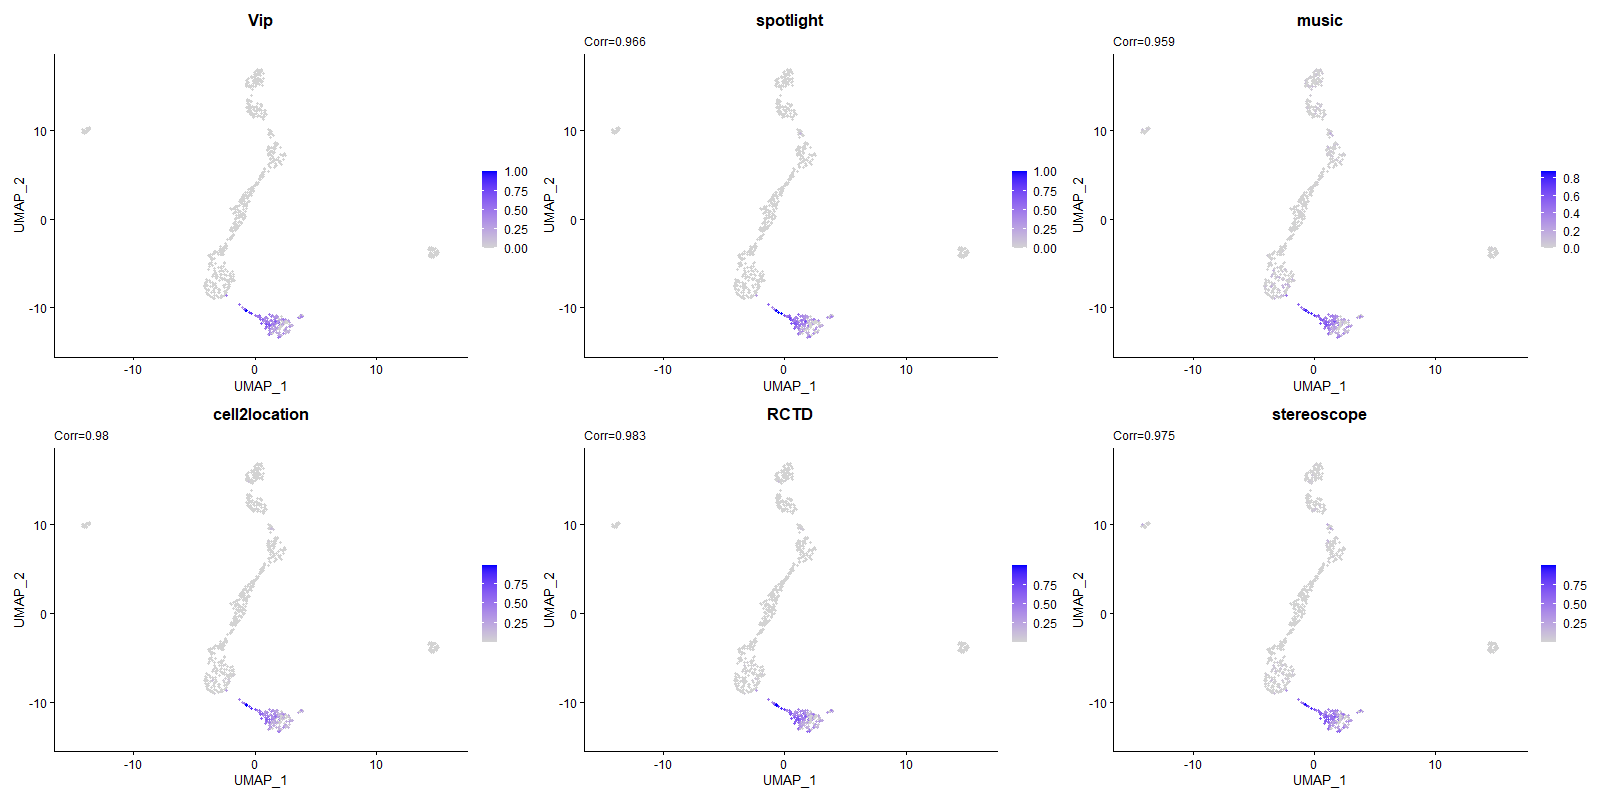 Vip
UMAP_2
10
0
-10
-10
0
10
UMAP_1
1.00
0.75
0.50
0.25
0.00
spotlight
Corr=0.966
UMAP_2
10
0
-10
-10
0
10
UMAP_1
1.00
0.75
0.50
0.25
0.00
music
Corr=0.959
UMAP_2
10
0
-10
-10
0
10
UMAP_1
0.8
0.6
0.4
0.2
0.0
cell2location
Corr=0.98
UMAP_2
10
0
-10
-10
0
10
UMAP_1
0.75
0.50
0.25
RCTD
Corr=0.983
UMAP_2
10
0
-10
-10
0
10
UMAP_1
0.75
0.50
0.25
stereoscope
Corr=0.975
UMAP_2
10
0
-10
-10
0
10
UMAP_1
0.75
0.50
0.25